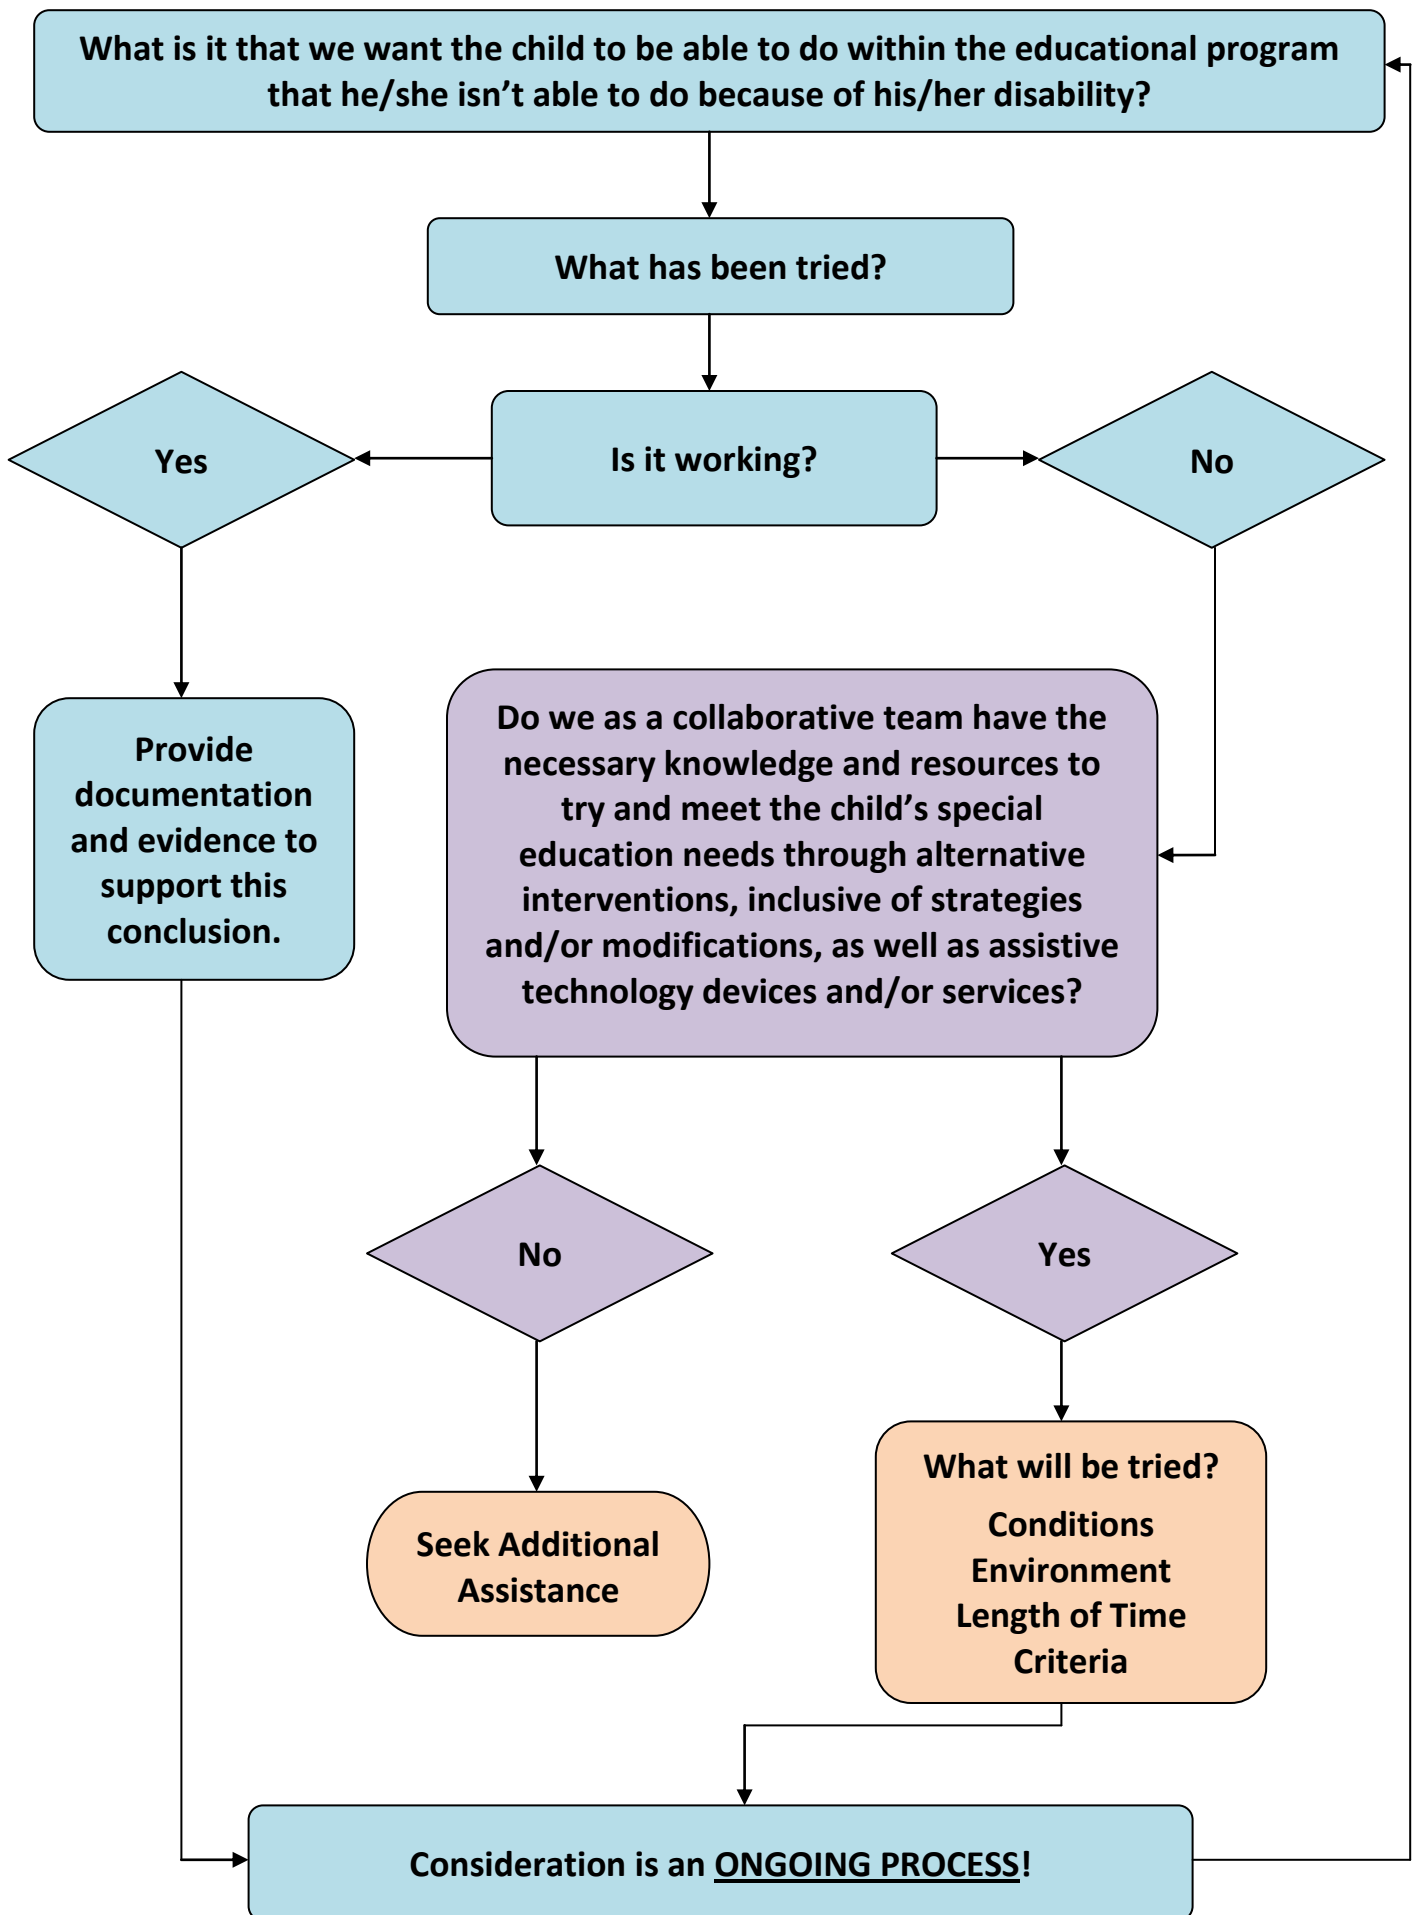 What is it that we want the child to be able to do within the educational program
that he/she isn’t able to do because of his/her disability?
What has been tried?
Yes
Is it working?
No
Provide
documentation
and evidence to
support this
conclusion.
Do we as a collaborative team have the
necessary knowledge and resources to
try and meet the child’s special
education needs through alternative
interventions, inclusive of strategies
and/or modifications, as well as assistive
technology devices and/or services?
No
Yes
Seek Additional
Assistance
What will be tried?
Conditions
Environment
Length of Time
Criteria
Consideration is an ONGOING PROCESS!